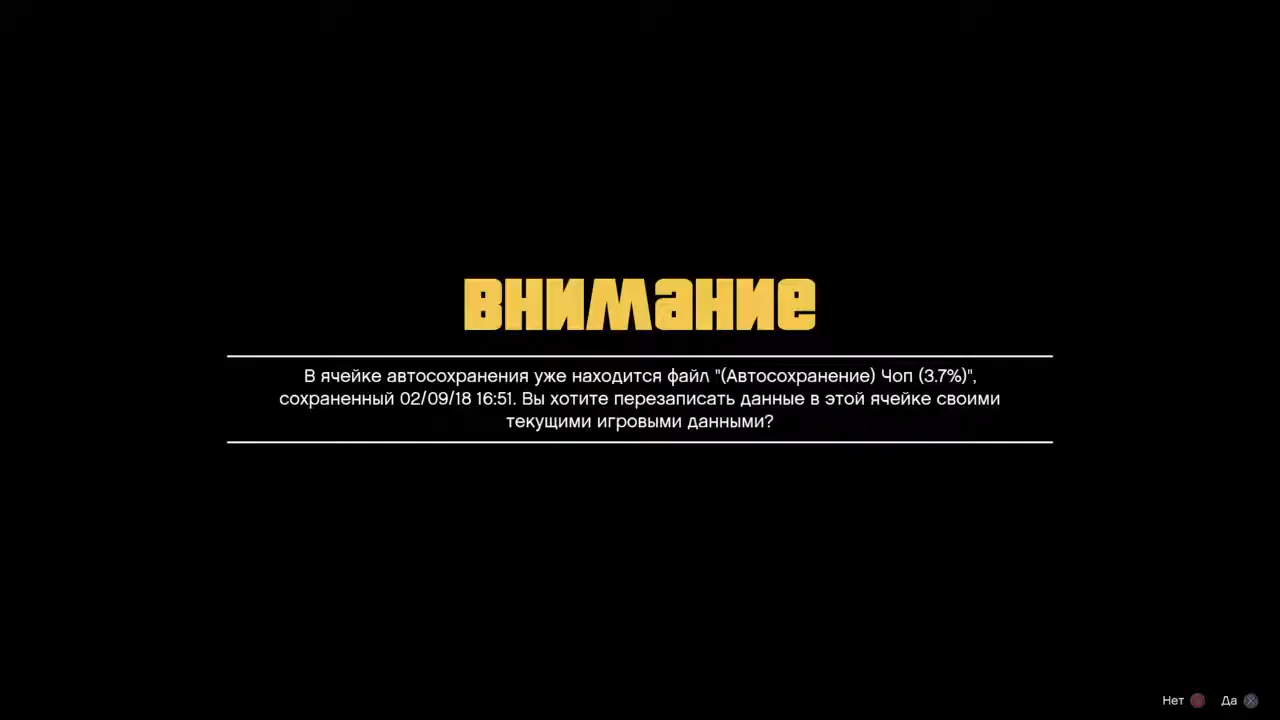 внимание
В ячейке автосохранения уже находится файл "(Автосохранение) Чоп (3.7%)",
сохраненный 02/09/18 16:51. Вы хотите перезаписать данные в этой ячейке своими
текущими игровыми данными?
Нет Да